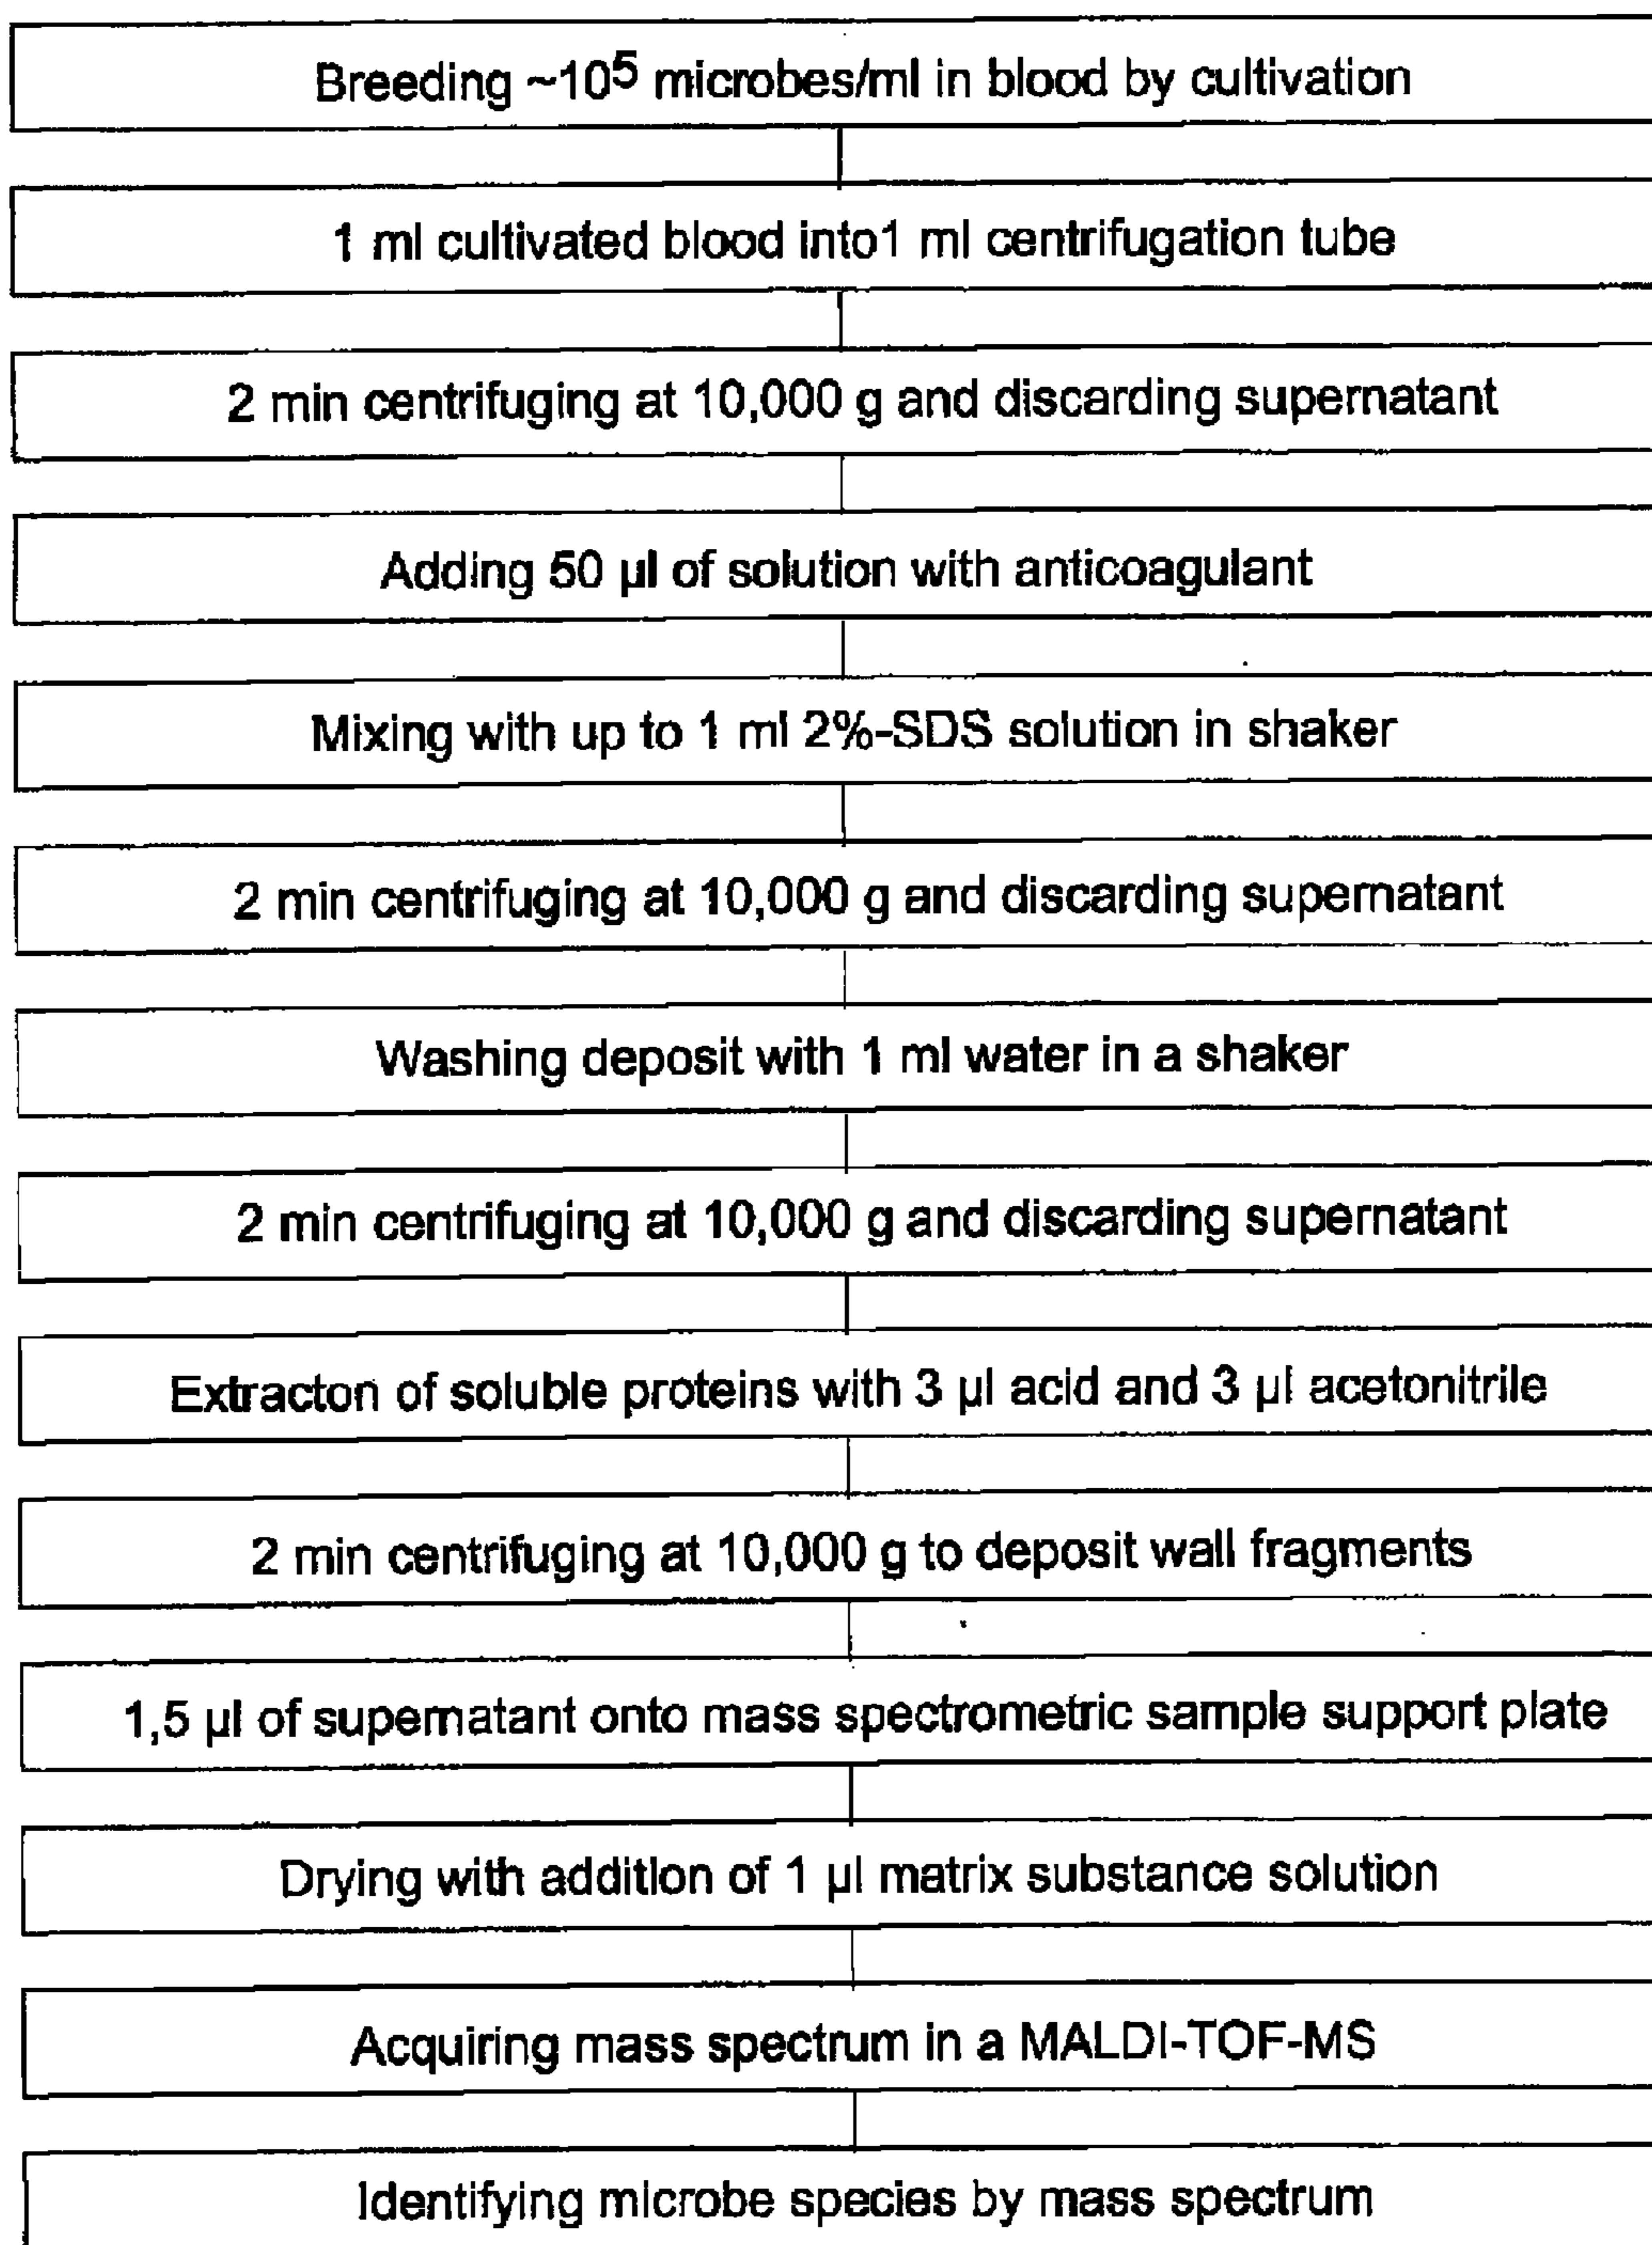 Breeding ~10⁵ microbes/ml in blood by cultivation
1 ml cultivated blood into1 ml centrifugation tube
2 min centrifuging at 10,000 g and discarding supernatant
Adding 50 µl of solution with anticoagulant
Mixing with up to 1 ml 2%-SDS solution in shaker
2 min centrifuging at 10,000 g and discarding supernatant
Washing deposit with 1 ml water in a shaker
2 min centrifuging at 10,000 g and discarding supernatant
Extracton of soluble proteins with 3 µl acid and 3 µl acetonitrile
2 min centrifuging at 10,000 g to deposit wall fragments
1,5 µl of supernatant onto mass spectrometric sample support plate
Drying with addition of 1 µl matrix substance solution
Acquiring mass spectrum in a MALDI-TOF-MS
Identifying microbe species by mass spectrum